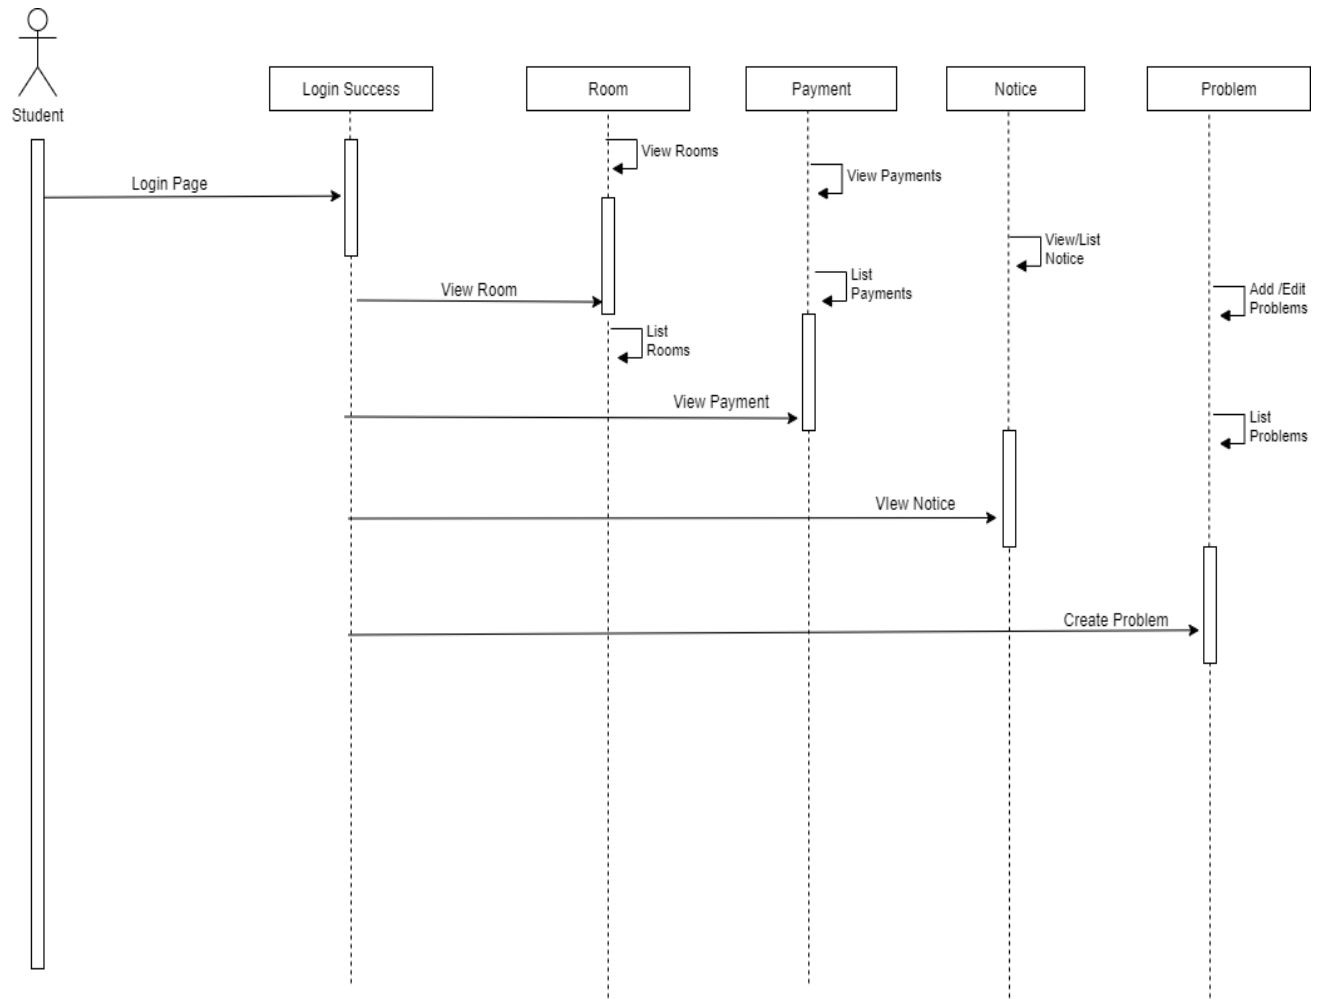 Student
Login Success
Room
Payment
Notice
Problem
View Rooms
View Payments
Login Page
View/List
Notice
List
Payments
View Room
Add /Edit
Problems
List
Rooms
View Payment
List
Problems
VIew Notice
Create Problem